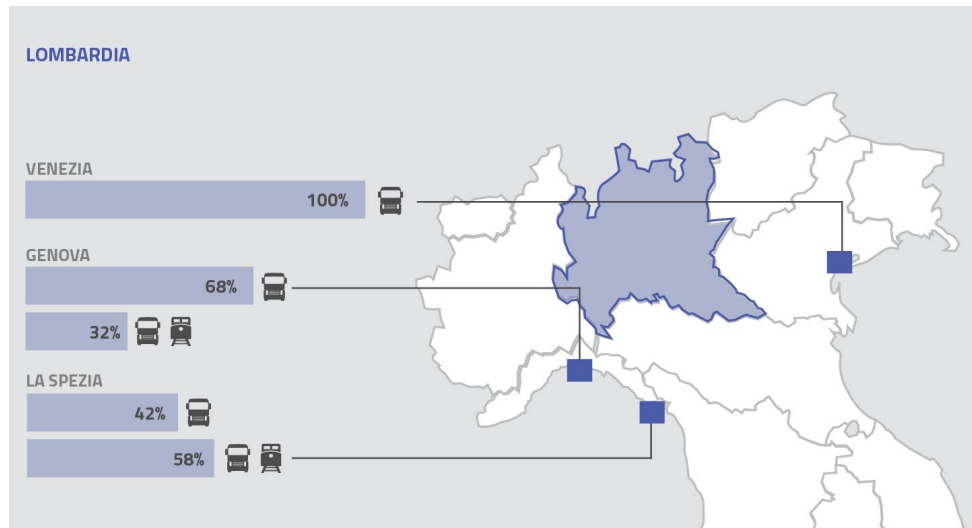 LOMBARDIA
VENEZIA
100%
GENOVA
68%
32%
LA SPEZIA
42%
58%